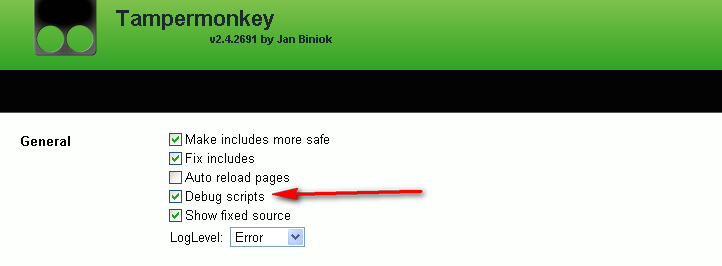 Tampermonkey
v2.4.2691 by Jan Biniok
General
Make includes more safe
Fix includes
Auto reload pages
Debug scripts
Show fixed source
LogLevel: Error